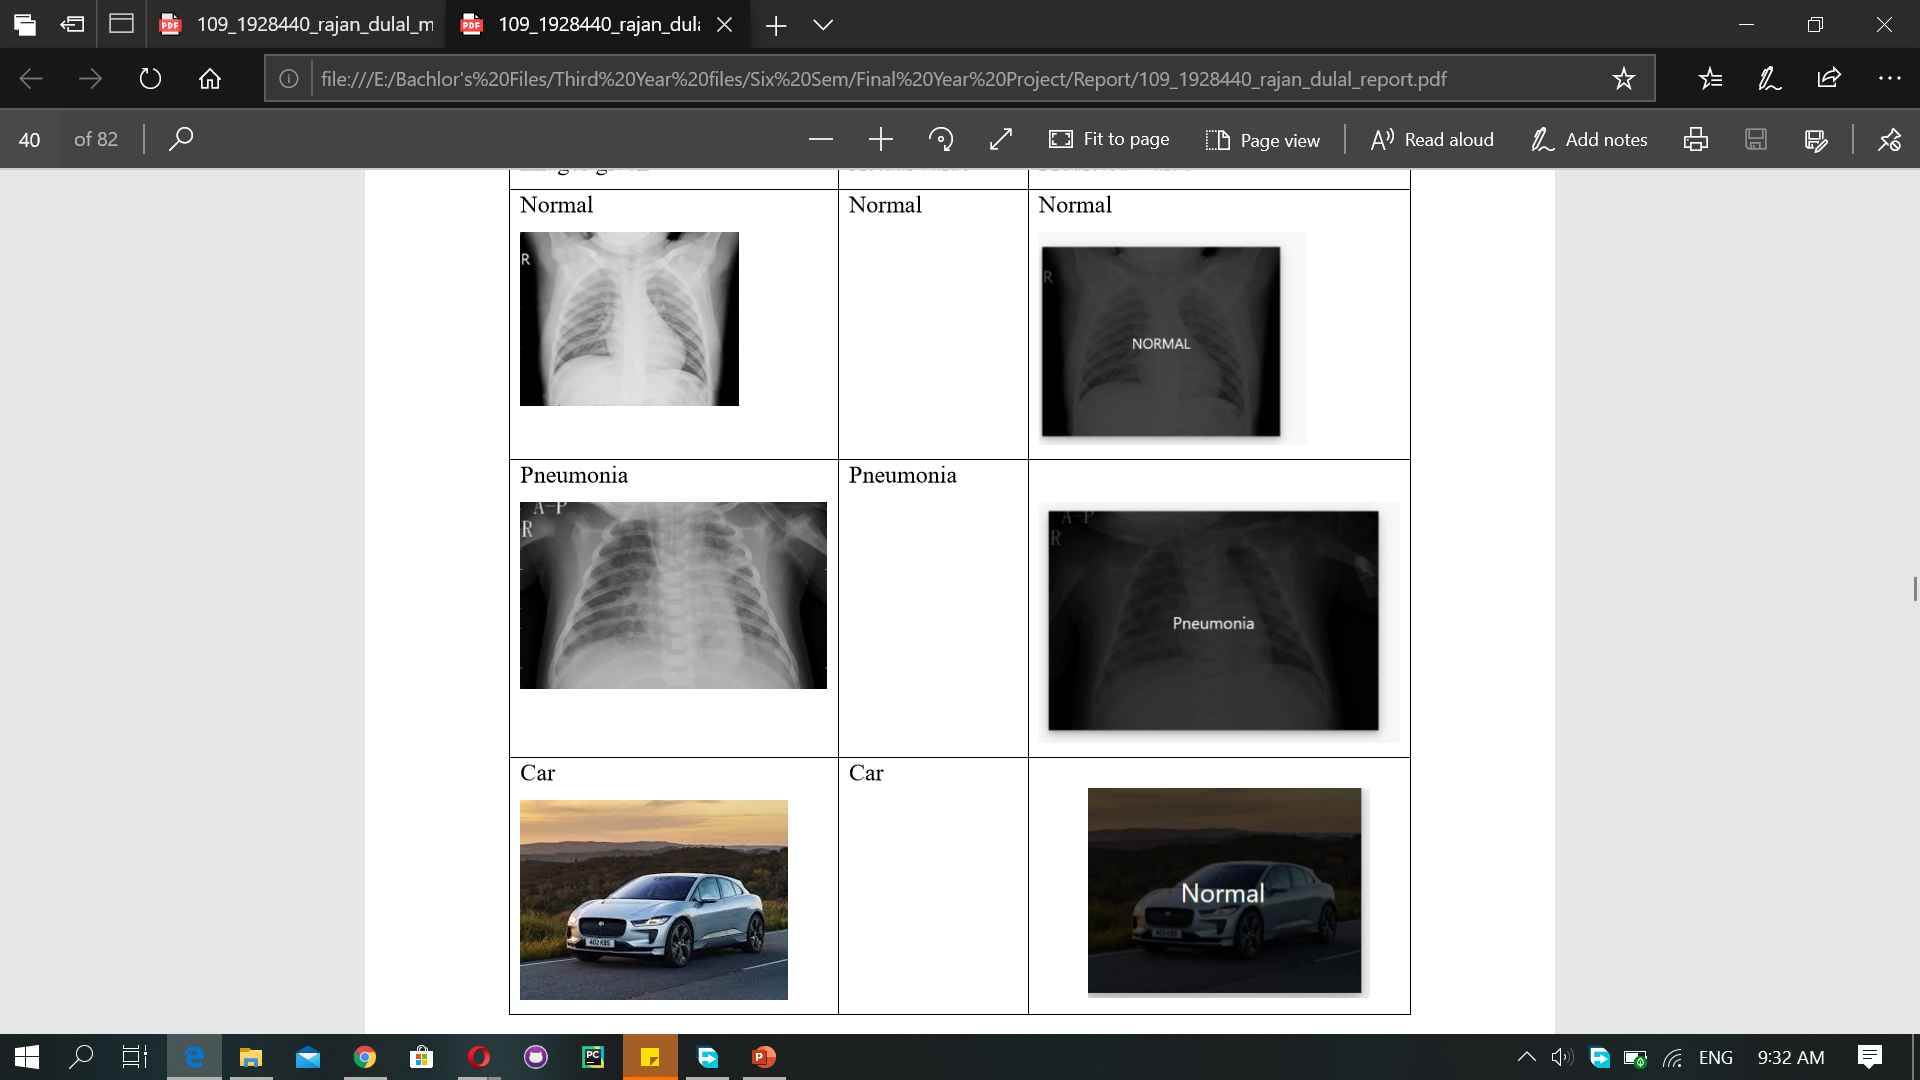 109_1928440_rajan_dulal_m
109_1928440_rajan_dula
file:///E:/Bachlor's%20Files/Third%20Year%20files/Six%20Sem/Final%20Year%20Project/Report/109_1928440_rajan_dulal_report.pdf
40 of 82
Fit to page
Page view
Read aloud
Add notes
Normal Normal Normal
R
R
NORMAL
Pneumonia Pneumonia
A-P
R
A-P
R
Pneumonia
Car Car
Normal
ENG 9:32 AM